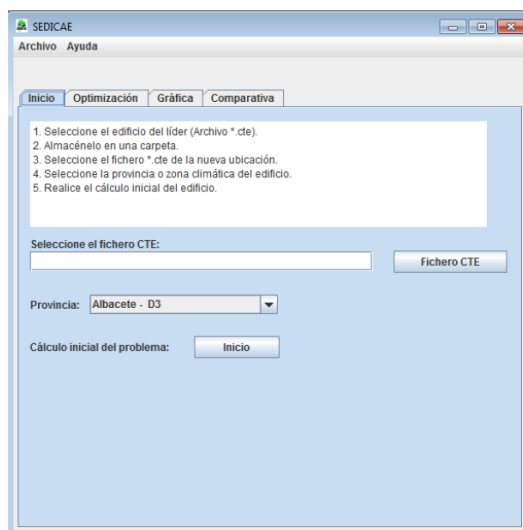 SEDICAE
Archivo Ayuda
Inicio Optimización Gráfica Comparativa
1. Seleccione el edificio del líder (Archivo *.cte).
2. Almacénelo en una carpeta.
3. Seleccione el fichero *.cte de la nueva ubicación.
4. Seleccione la provincia o zona climática del edificio.
5. Realice el cálculo inicial del edificio.
Seleccione el fichero CTE:
Fichero CTE
Provincia: Albacete - D3
Cálculo inicial del problema: Inicio